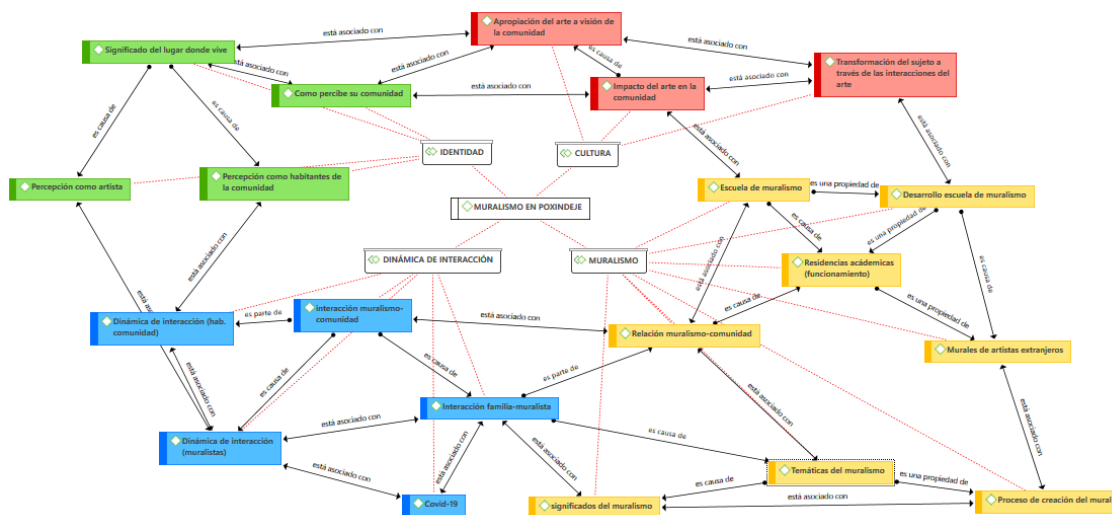 Apropiación del arte a visión de
la comunidad
está asociado con
Significado del lugar donde vive
es causa de
está asociado con
Transformación del sujeto a
través de las interacciones del
arte
está asociado con
está asociado con
está asociado con
Como percibe su comunidad
está asociado con
Impacto del arte en la
comunidad
es causa de
es causa de
está asociado con
está asociado con
IDENTIDAD
CULTURA
Percepción como artista
Percepción como habitantes de
la comunidad
Escuela de muralismo
es una propiedad de
Desarrollo escuela de muralismo
MURALISMO EN POXINDEJE
es causa de
es una propiedad de
está asociado con
DINÁMICA DE INTERACCIÓN
MURALISMO
Residencias académicas
(funcionamiento)
está asociado con
es causa de
está asociado con
Interacción muralismo-
comunidad
es parte de
Dinámica de interacción (hab.
comunidad)
está asociado con
es causa de
es una propiedad de
Relación muralismo-comunidad
Murales de artistas extranjeros
está asociado con
es causa de
es causa de
es parte de
está asociado con
está asociado con
Interacción familia-muralista
está asociado con
es causa de
Dinámica de interacción
(muralistas)
está asociado con
está asociado con
está asociado con
Temáticas del muralismo
es causa de
es una propiedad de
está asociado con
Covid-19
significados del muralismo
Proceso de creación del mural